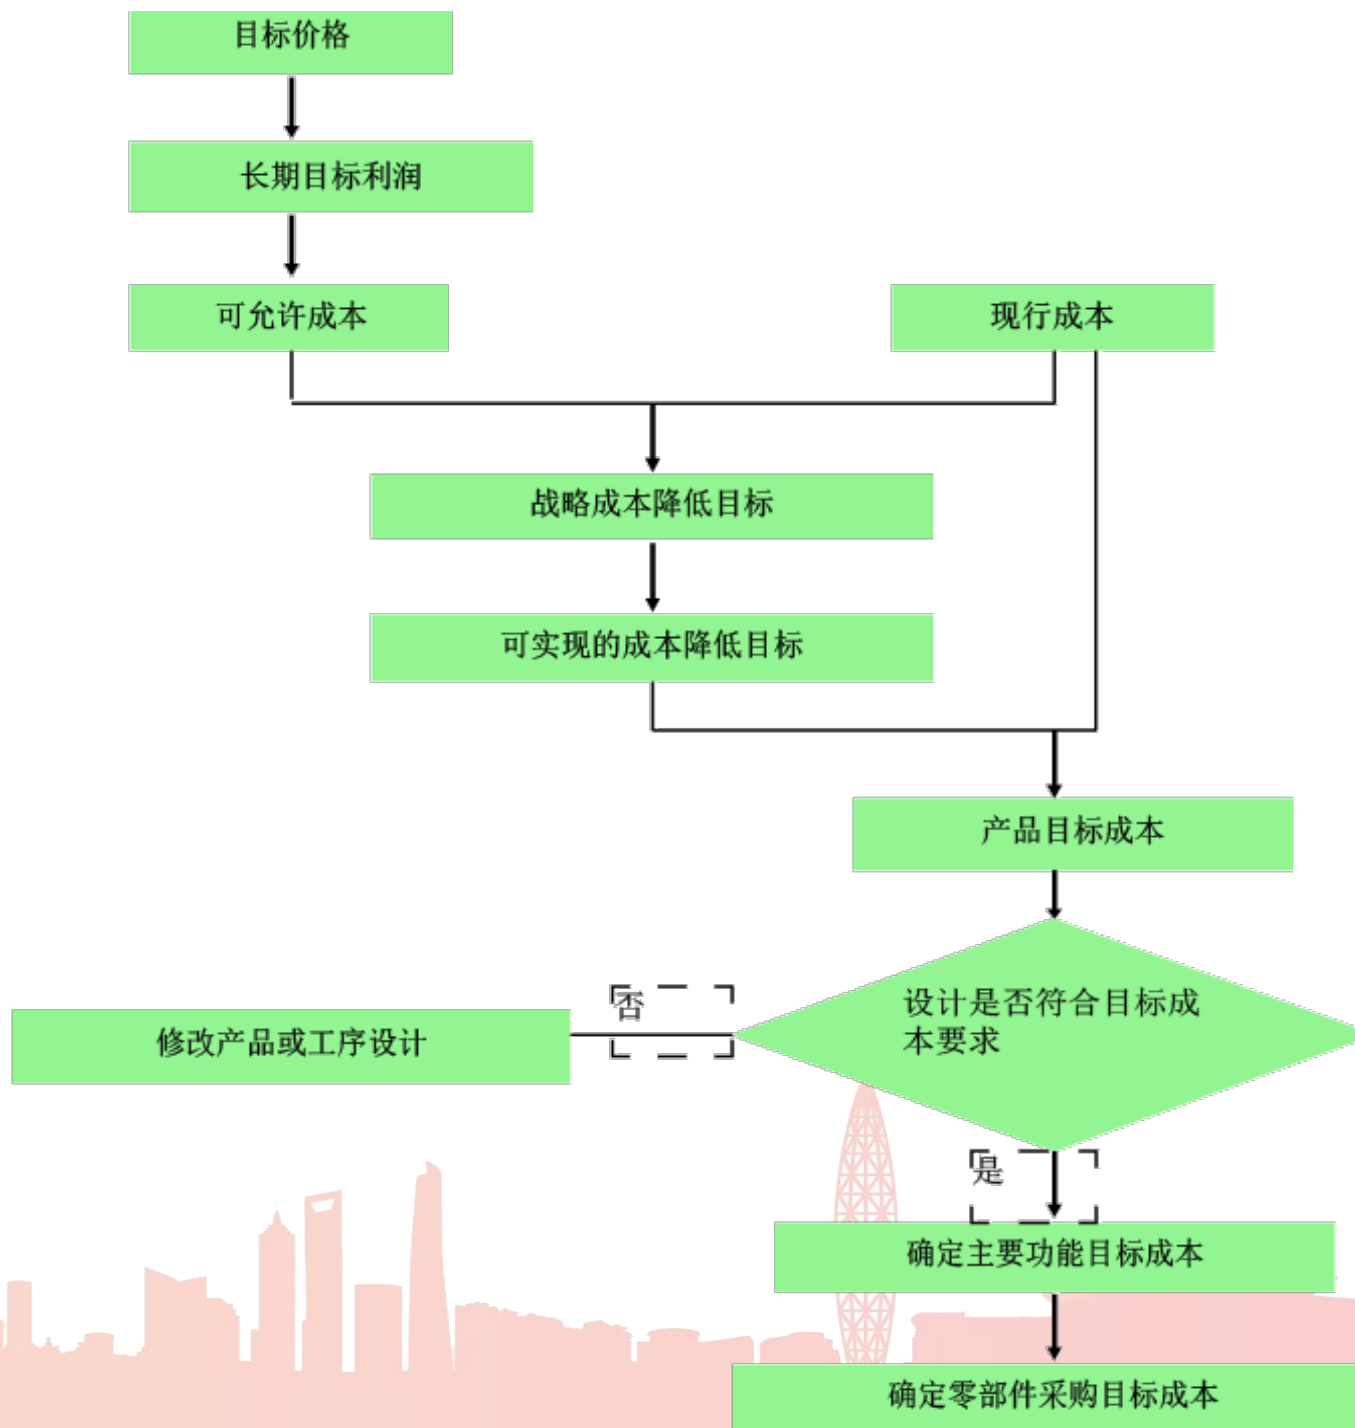 目标价格
长期目标利润
可允许成本
现行成本
战略成本降低目标
可实现的成本降低目标
产品目标成本
设计是否符合目标成
本要求
否
修改产品或工序设计
是
确定主要功能目标成本
确定零部件采购目标成本